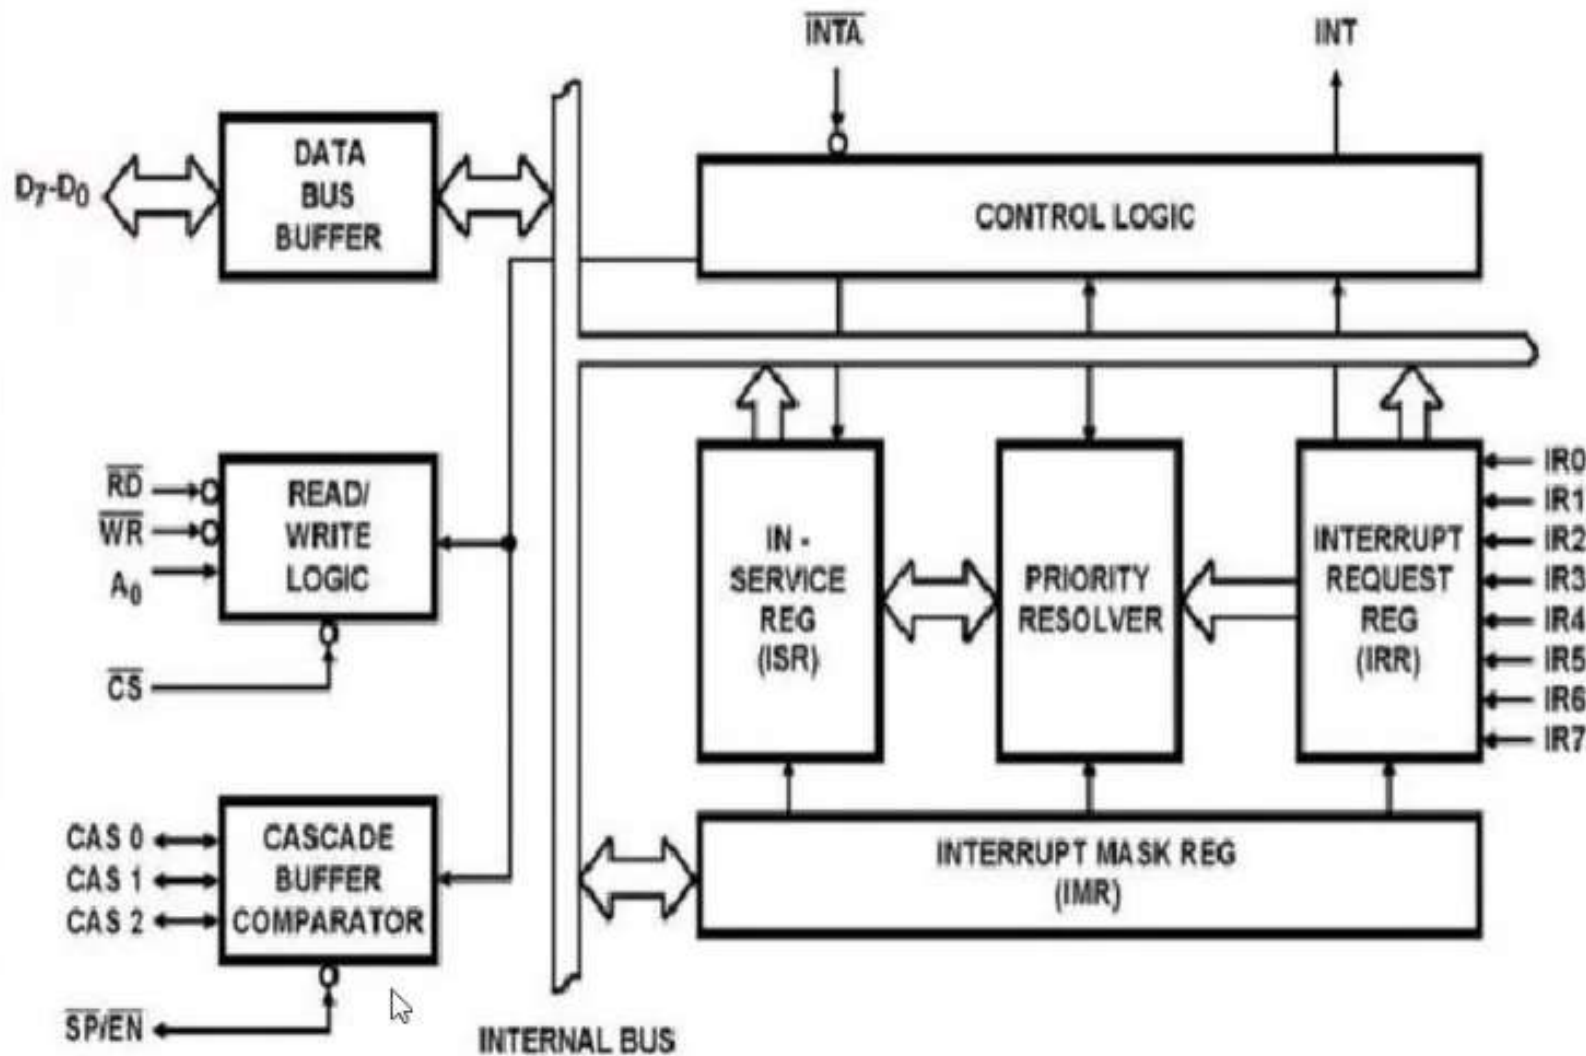 INTA
INT
D7-D0
DATA
BUS
BUFFER
CONTROL LOGIC
RD
WR
A0
CS
READ/
WRITE
LOGIC
IN -
SERVICE
REG
(ISR)
PRIORITY
RESOLVER
INTERRUPT
REQUEST
REG
(IRR)
IR0
IR1
IR2
IR3
IR4
IR5
IR6
IR7
CAS 0
CAS 1
CAS 2
CASCADE
BUFFER
COMPARATOR
INTERRUPT MASK REG
(IMR)
SP/EN
INTERNAL BUS